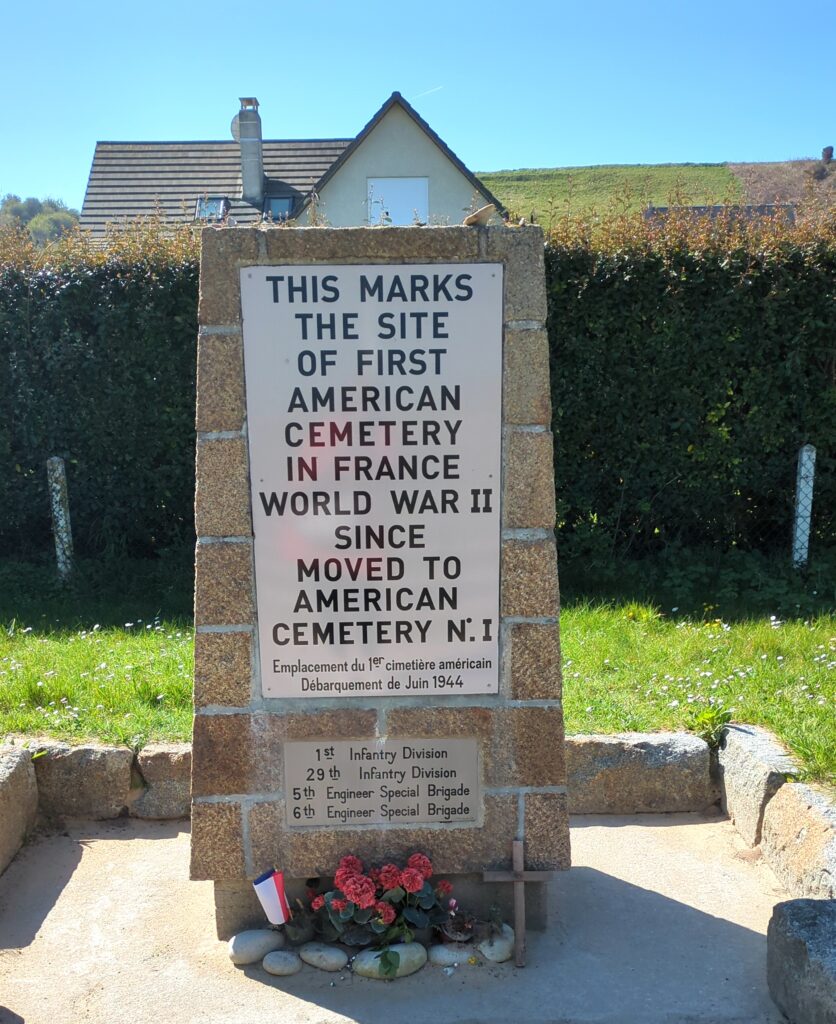 THIS MARKS
THE SITE
OF FIRST
AMERICAN
CEMETERY
IN FRANCE
WORLD WAR II
SINCE
MOVED TO
AMERICAN
CEMETERY N°. I
Emplacement du 1er cimetière américain
Débarquement de Juin 1944
1st Infantry Division
29th Infantry Division
5th Engineer Special Brigade
6th Engineer Special Brigade